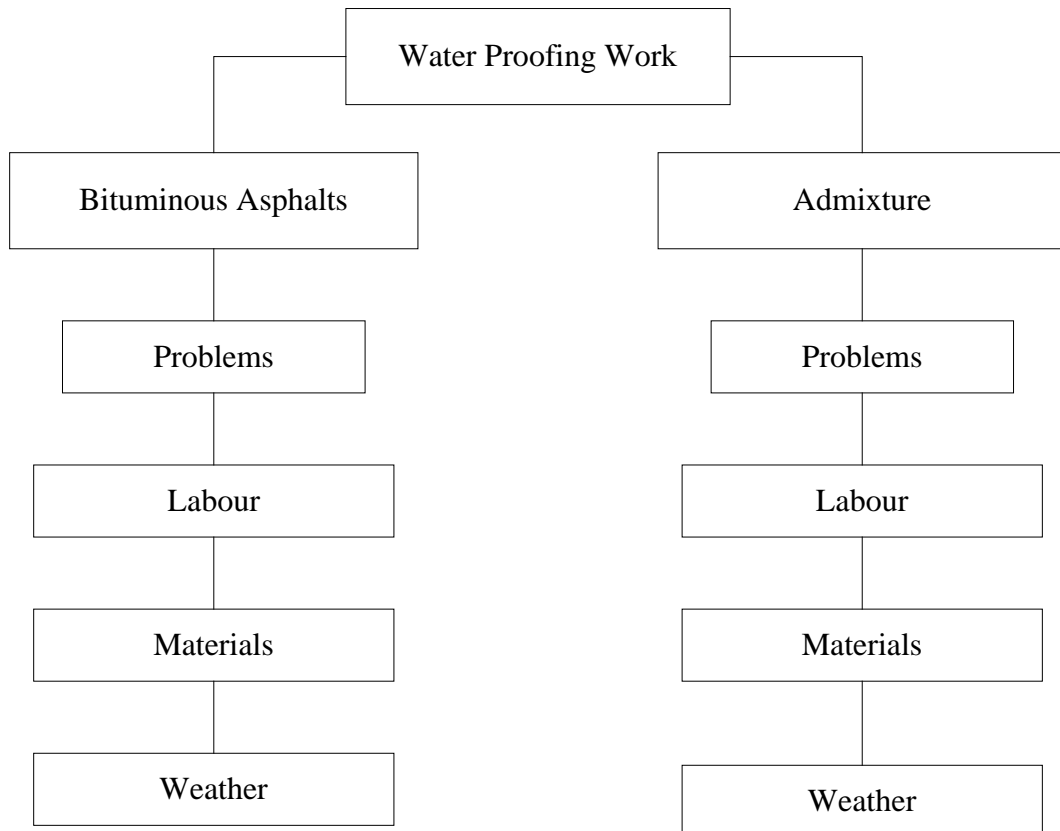 Water Proofing Work
Bituminous Asphalts
Admixture
Problems
Problems
Labour
Labour
Materials
Materials
Weather
Weather